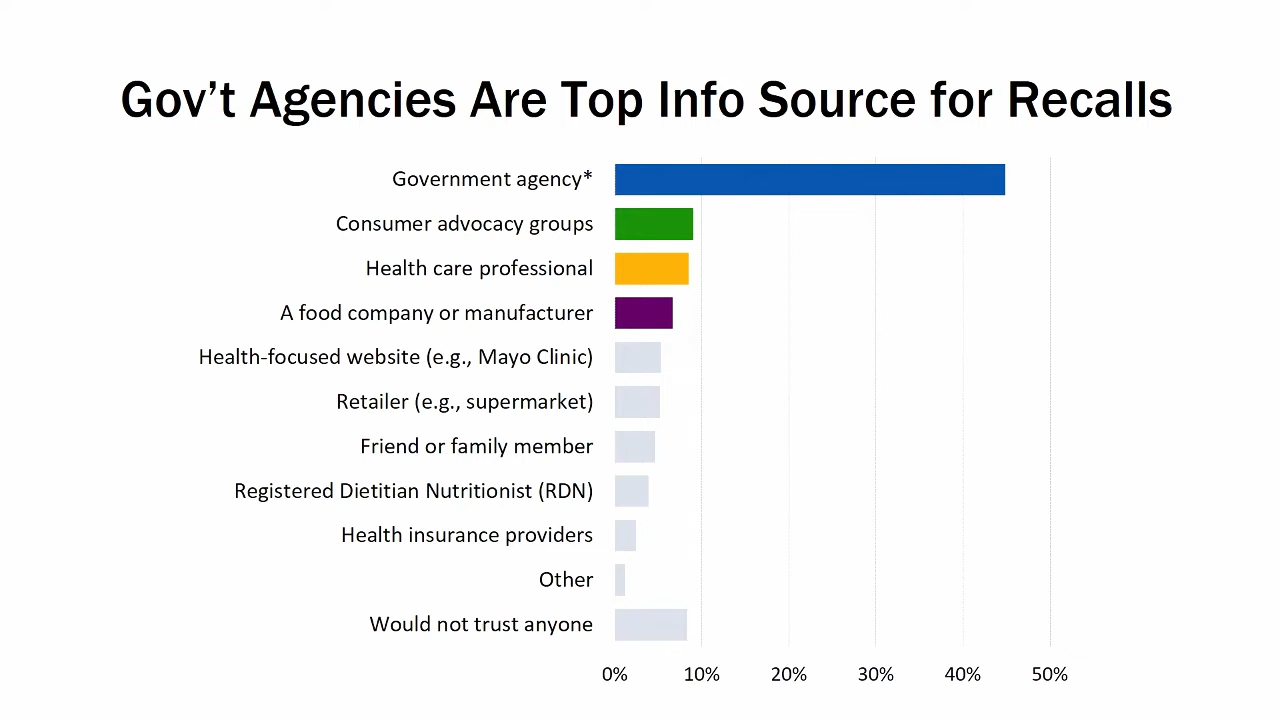 Gov’t Agencies Are Top Info Source for Recalls
Government agency*
Consumer advocacy groups
Health care professional
A food company or manufacturer
Health-focused website (e.g., Mayo Clinic)
Retailer (e.g., supermarket)
Friend or family member
Registered Dietitian Nutritionist (RDN)
Health insurance providers
Other
Would not trust anyone
0% 10% 20% 30% 40% 50%